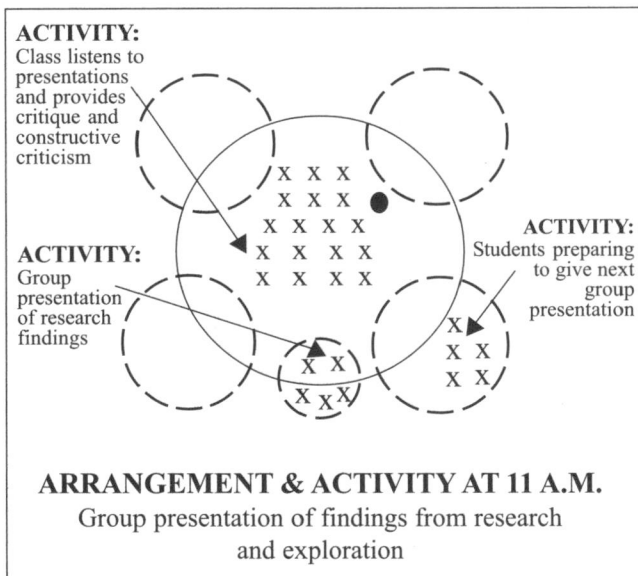 ACTIVITY:
Class listens to
presentations
and provides
critique and
constructive
criticism
X X X
X X X
X X X X
X X X X
X X X X
ACTIVITY:
Group
presentation
of research
findings
ACTIVITY:
Students preparing
to give next
group
presentation
X
X X
X X
X X
X X X
ARRANGEMENT & ACTIVITY AT 11 A.M.
Group presentation of findings from research
and exploration